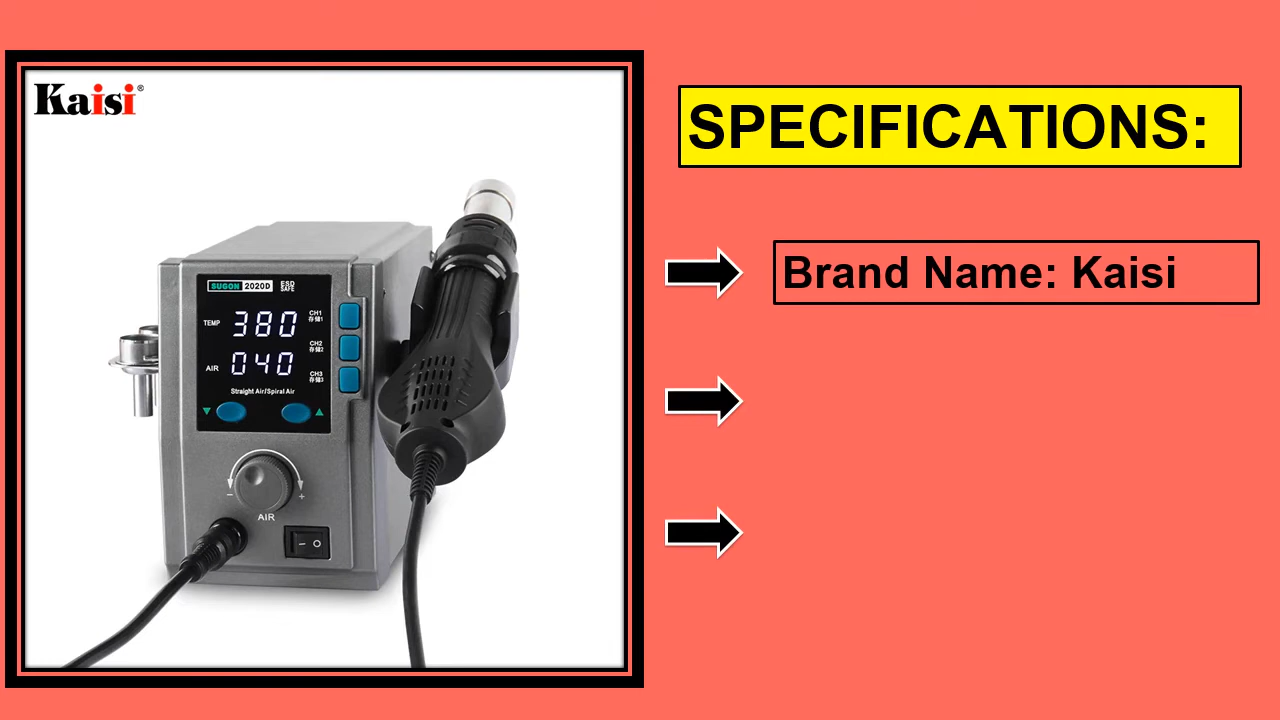 Kaisi®
SPECIFICATIONS:
Brand Name: Kaisi
SUGON 2020D
ESD
SAFE
TEMP
380
CH1
存储1
CH2
存储2
AIR
040
CH3
存储3
Straight Air/Spiral Air
▼ ▲
− +
AIR
– O